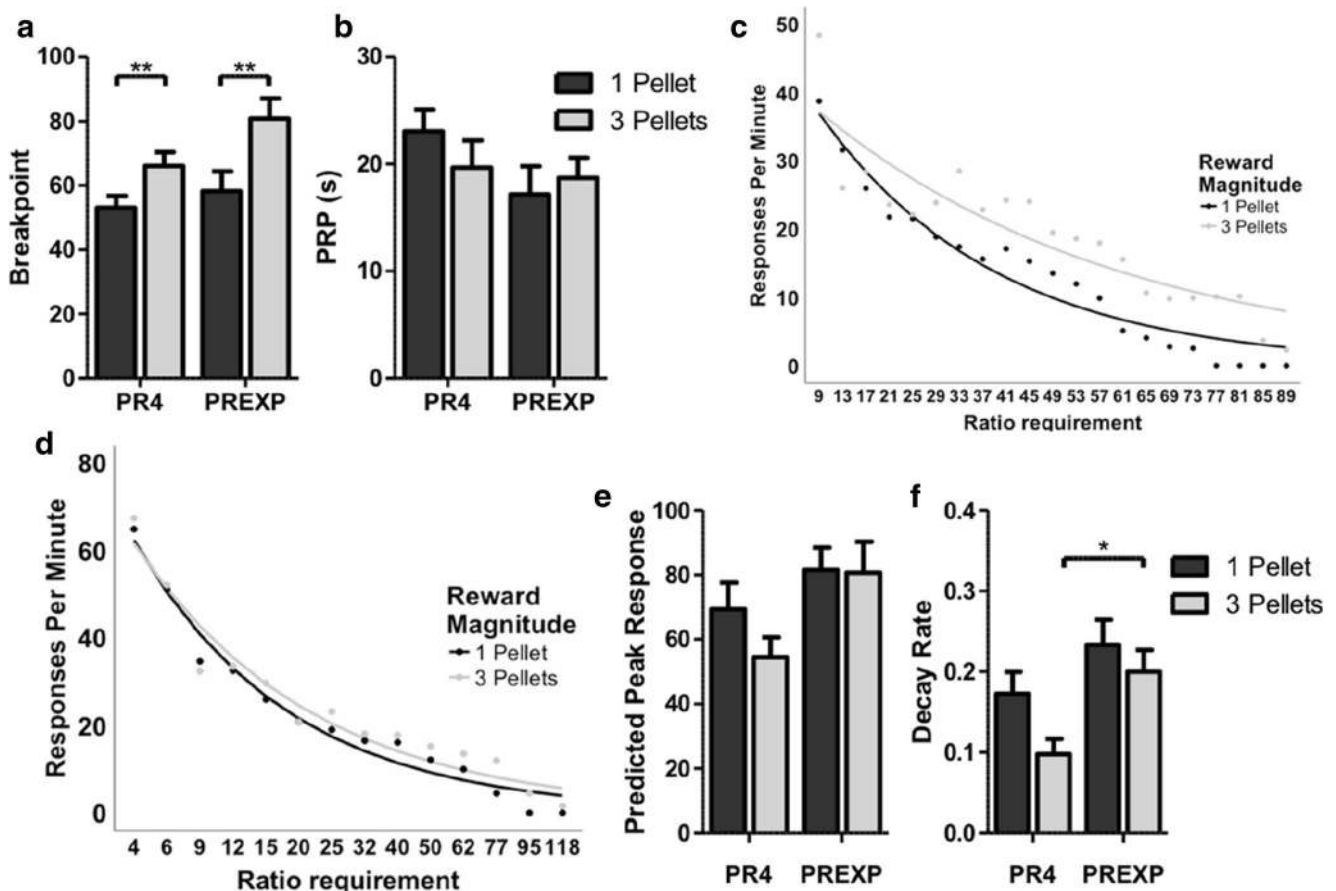 a
100
80
60
40
20
0
Breakpoint
**
**
PR4 PREXP
b
30
20
10
0
PRP (s)
1 Pellet
3 Pellets
PR4 PREXP
c
50
40
30
20
10
0
Responses Per Minute
Reward
Magnitude
1 Pellet
3 Pellets
9 13 17 21 25 29 33 37 41 45 49 53 57 61 65 69 73 77 81 85 89
Ratio requirement
d
80
60
40
20
0
Responses Per Minute
Reward
Magnitude
1 Pellet
3 Pellets
4 6 9 12 15 20 25 32 40 50 62 77 95 118
Ratio requirement
e
100
80
60
40
20
0
Predicted Peak Response
PR4 PREXP
f
0.4
0.3
0.2
0.1
0.0
Decay Rate
*
1 Pellet
3 Pellets
PR4 PREXP